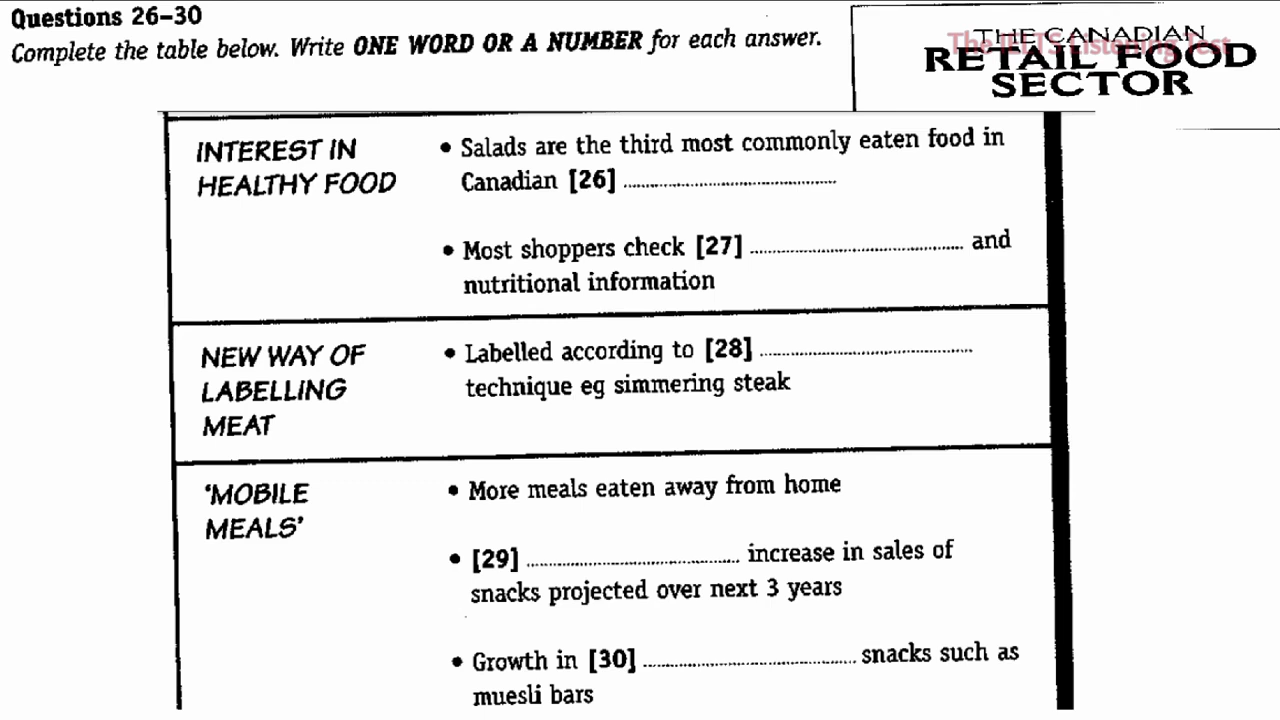 Questions 26–30
Complete the table below. Write ONE WORD OR A NUMBER for each answer.
The IELTS Listening Test
THE CANADIAN
RETAIL FOOD
SECTOR
INTEREST IN
HEALTHY FOOD
• Salads are the third most commonly eaten food in
Canadian [26] ........................................
• Most shoppers check [27] ........................................ and
nutritional information
NEW WAY OF
LABELLING
MEAT
• Labelled according to [28] ........................................
technique eg simmering steak
‘MOBILE
MEALS’
• More meals eaten away from home
• [29] ........................................ increase in sales of
snacks projected over next 3 years
• Growth in [30] ........................................ snacks such as
muesli bars